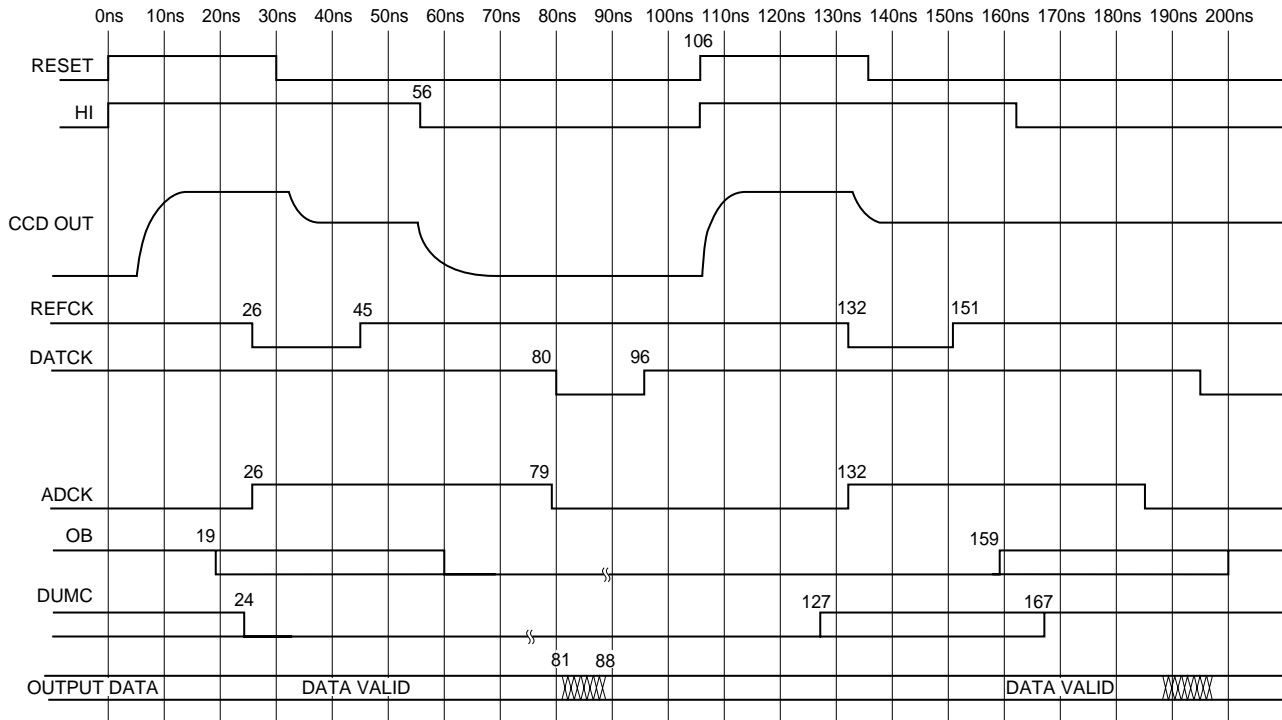 0ns 10ns 20ns 30ns 40ns 50ns 60ns 70ns 80ns 90ns 100ns 110ns 120ns 130ns 140ns 150ns 160ns 170ns 180ns 190ns 200ns
106
RESET
56
HI
CCD OUT
REFCK 26 45 132 151
DATCK 80 96
26 79 132
ADCK
OB 19 159
DUMC 24 127 167
81 88
OUTPUT DATA DATA VALID DATA VALID